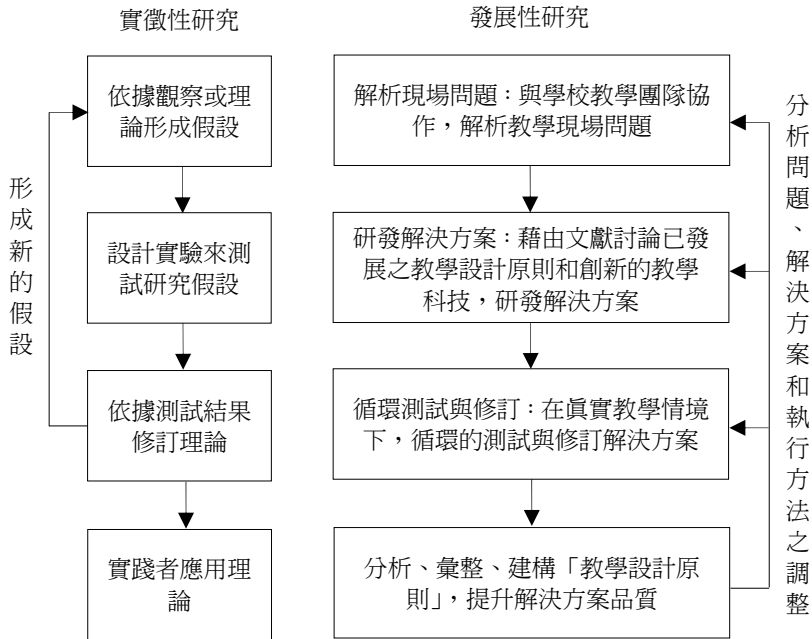 實徵性研究
依據觀察或理
論形成假設
設計實驗來測
試研究假設
依據測試結果
修訂理論
實踐者應用理
論
形成新的假設
發展性研究
解析現場問題：與學校教學團隊協
作，解析教學現場問題
研發解決方案：藉由文獻討論已發
展之教學設計原則和創新的教學
科技，研發解決方案
循環測試與修訂：在真實教學情境
下，循環的測試與修訂解決方案
分析、彙整、建構「教學設計原
則」，提升解決方案品質
分析問題、解決方案和執行方法之調整